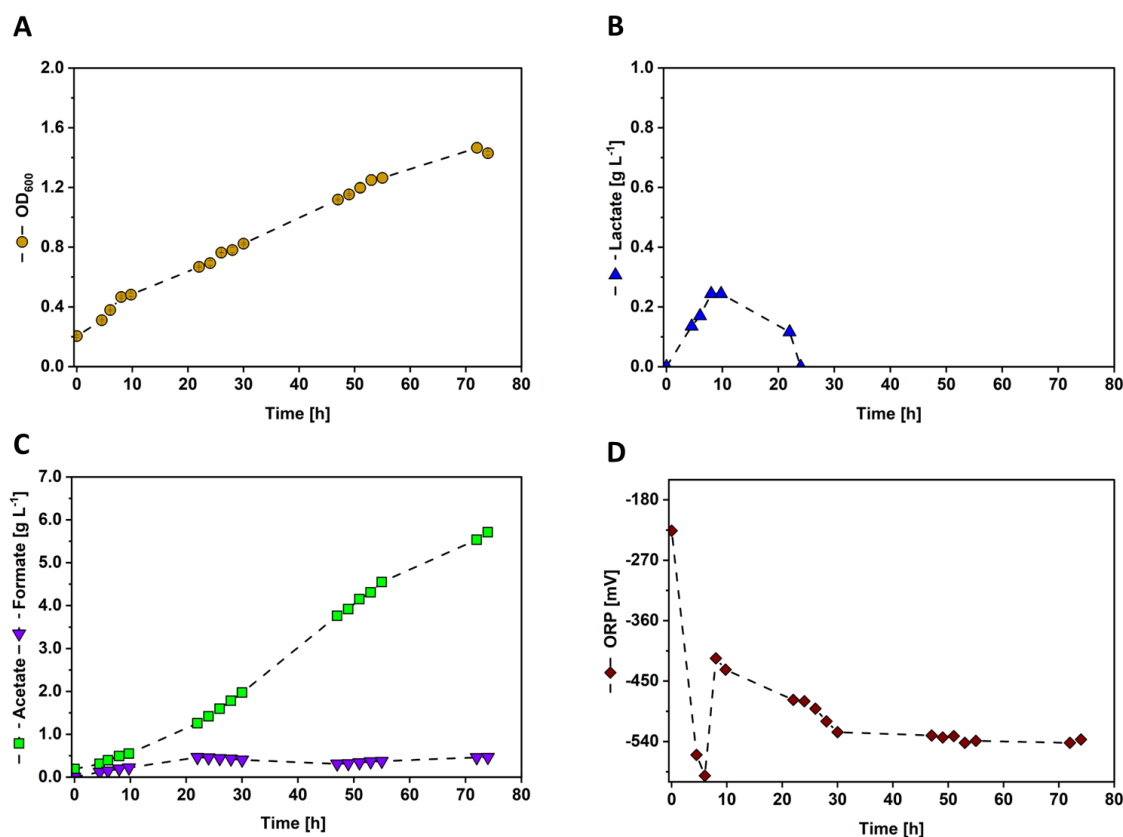 A
— OD600
2.0
1.6
1.2
0.8
0.4
0.0
0 10 20 30 40 50 60 70 80
Time [h]
B
— - Lactate [g L-1]
1.0
0.8
0.6
0.4
0.2
0.0
0 10 20 30 40 50 60 70 80
Time [h]
C
— - Acetate — - Formate [g L-1]
7.0
6.0
5.0
4.0
3.0
2.0
1.0
0.0
0 10 20 30 40 50 60 70 80
Time [h]
D
— ORP [mV]
-180
-270
-360
-450
-540
0 10 20 30 40 50 60 70 80
Time [h]